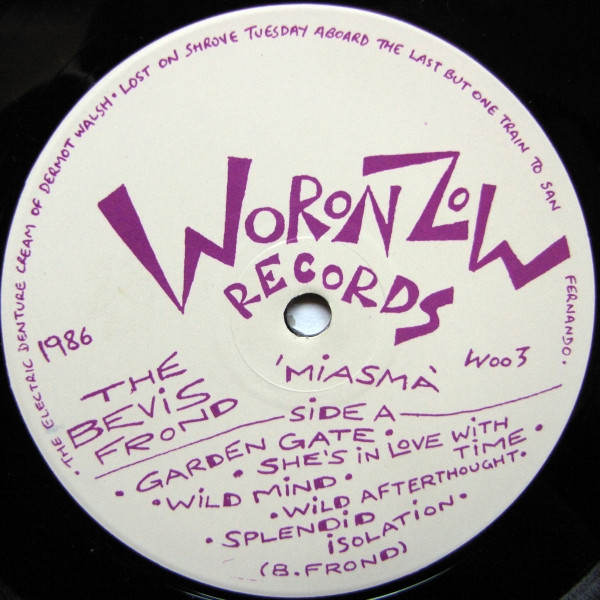 • THE ELECTRIC DENTURE CREAM OF DERMOT WALSH • LOST ON SHROVE TUESDAY ABOARD THE LAST BUT ONE TRAIN TO SAN FERNANDO •
WORONZOW
RECORDS
1986
'MIASMA'
W003
THE
BEVIS
FROND
SIDE A
• GARDEN GATE •
• SHE'S IN LOVE WITH
TIME •
• WILD MIND •
• WILD AFTERTHOUGHT •
• SPLENDID
ISOLATION •
(B. FROND)